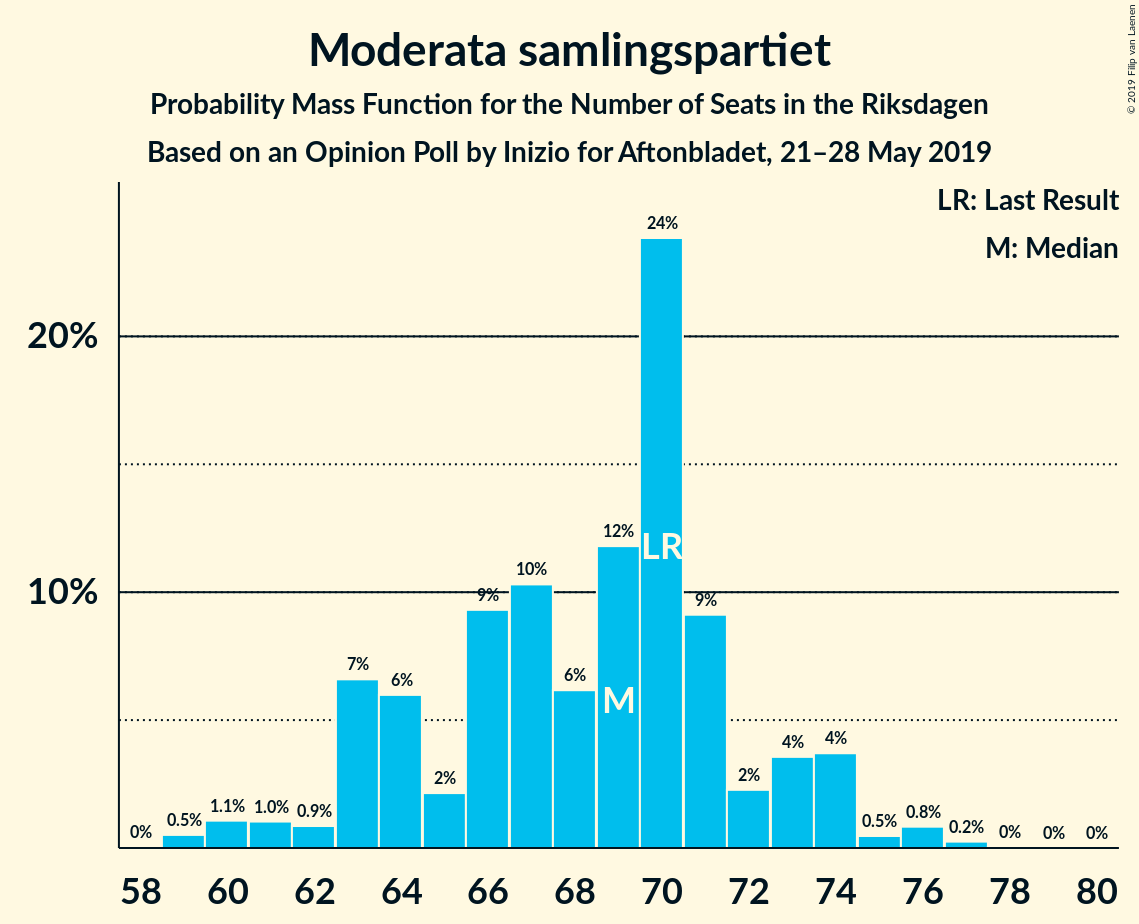 Moderata samlingspartiet
Probability Mass Function for the Number of Seats in the Riksdagen
Based on an Opinion Poll by Inizio for Aftonbladet, 21–28 May 2019
© 2019 Filip van Laenen
LR: Last Result
M: Median
20%
10%
0%
0.5%
1.1%
1.0%
0.9%
7%
6%
2%
9%
10%
6%
12%
24%
9%
2%
4%
4%
0.5%
0.8%
0.2%
0%
0%
0%
LR
M
58 60 62 64 66 68 70 72 74 76 78 80